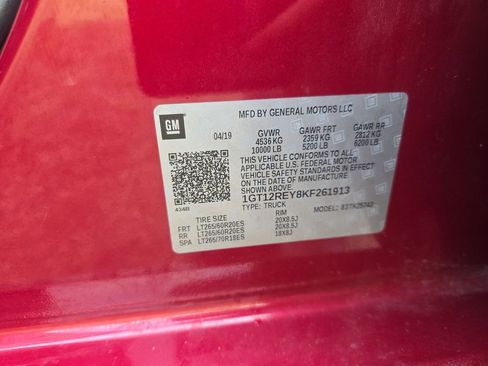 MFD BY GENERAL MOTORS LLC
GM
04/19 GVWR GAWR FRT GAWR RR
4536 KG 2359 KG 2812 KG
10000 LB 5200 LB 6200 LB
THIS VEHICLE CONFORMS TO ALL
APPLICABLE U.S. FEDERAL MOTOR
VEHICLE SAFETY STANDARDS IN EFFECT
ON THE DATE OF MANUFACTURE
SHOWN ABOVE.
1GT12REY8KF261913
TYPE: TRUCK MODEL:
434B
TIRE SIZE RIM
FRT LT265/60R20ES 20X8.5J
RR LT265/60R20ES 20X8.5J
SPA LT265/70R18ES 18X8J